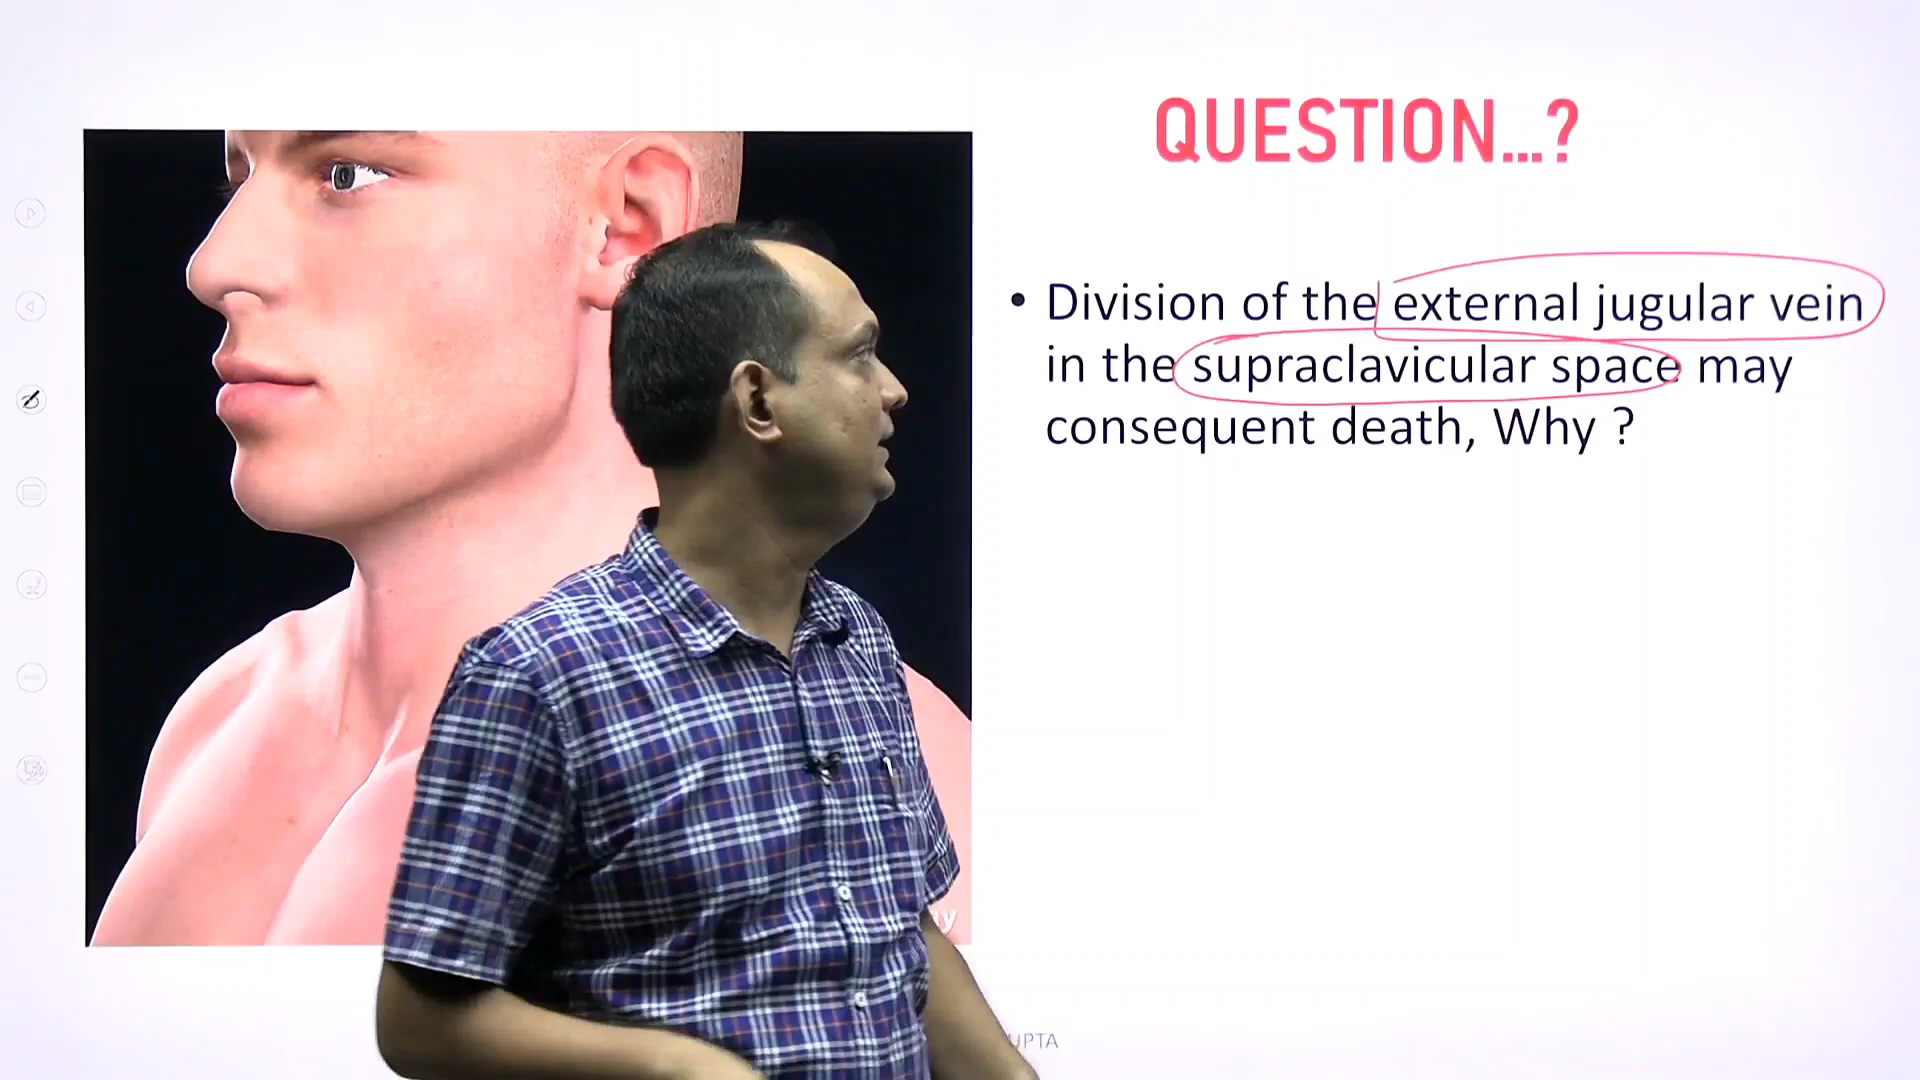 QUESTION...?
• Division of the external jugular vein
in the supraclavicular space may
consequent death, Why ?